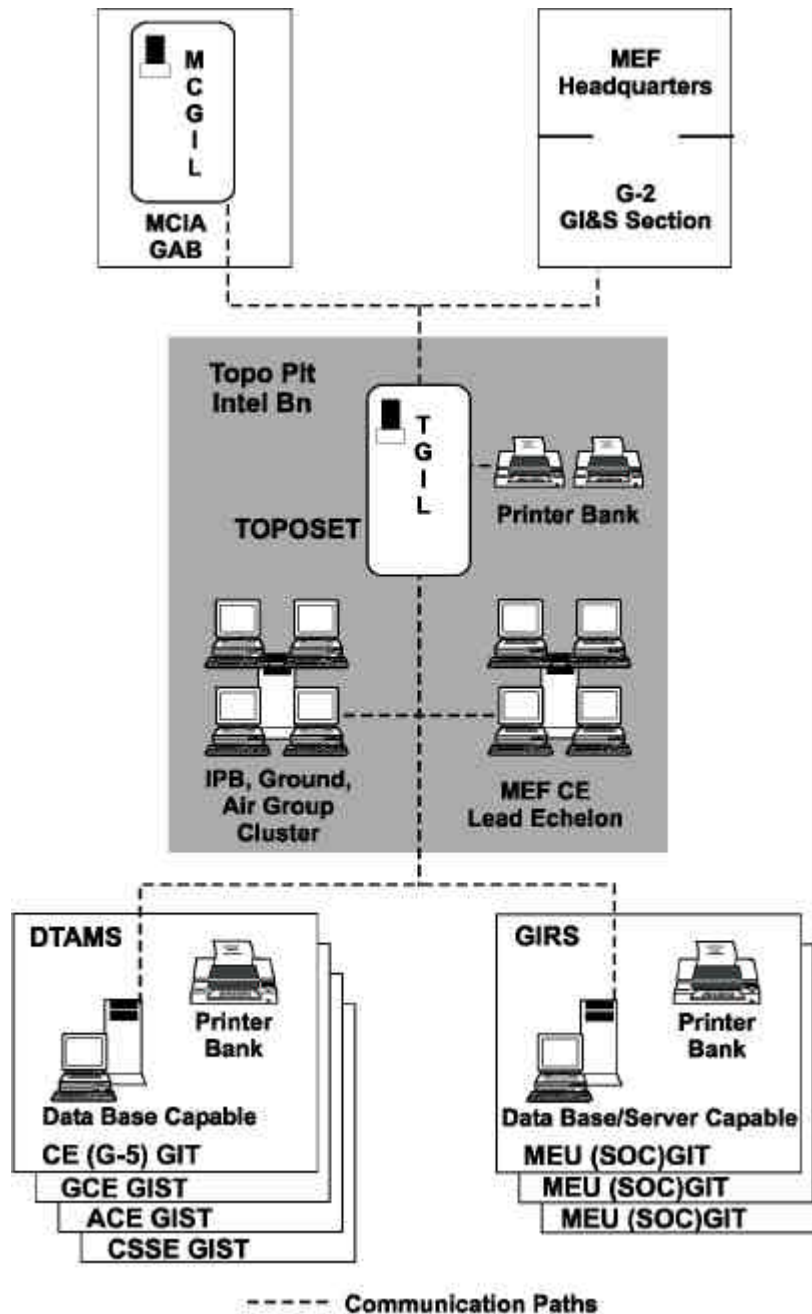 M
C
G
I
L
MCIA
GAB
MEF
Headquarters
G-2
GI&S Section
Topo Plt
Intel Bn
T
G
I
L
TOPOSET
Printer Bank
IPB, Ground,
Air Group
Cluster
MEF CE
Lead Echelon
DTAMS
Printer
Bank
Data Base Capable
CE (G-5) GIT
GCE GIST
ACE GIST
CSSE GIST
GIRS
Printer
Bank
Data Base/Server Capable
MEU (SOC)GIT
MEU (SOC)GIT
MEU (SOC)GIT
Communication Paths